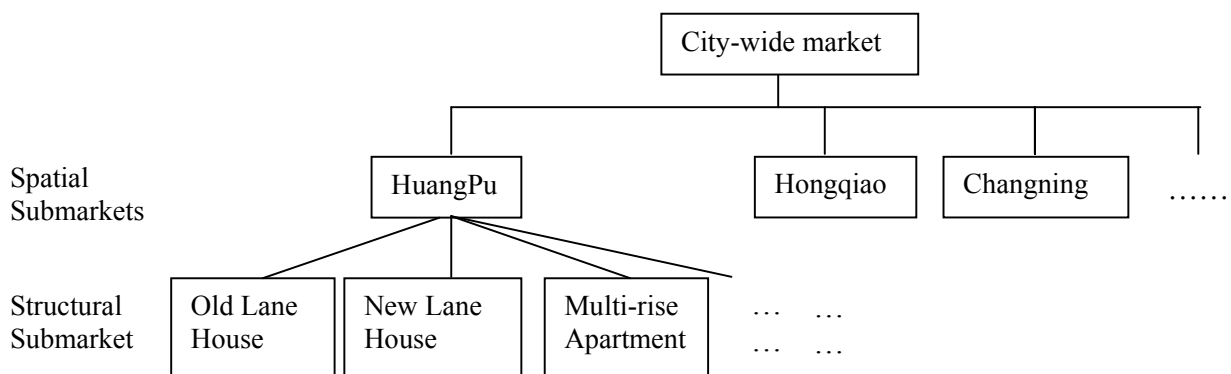 City-wide market
Spatial
Submarkets
HuangPu
Hongqiao
Changning
……
Structural
Submarket
Old Lane
House
New Lane
House
Multi-rise
Apartment
… …
… …